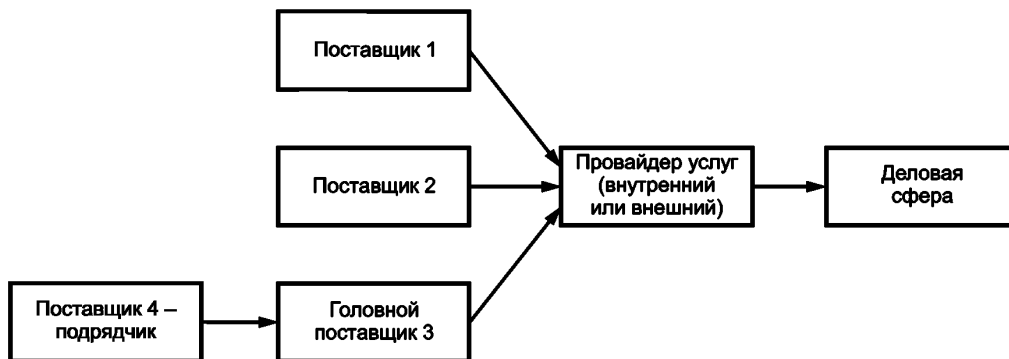 Поставщик 1
Поставщик 2
Провайдер услуг
(внутренний
или внешний)
Деловая
сфера
Поставщик 4 –
подрядчик
Головной
поставщик 3